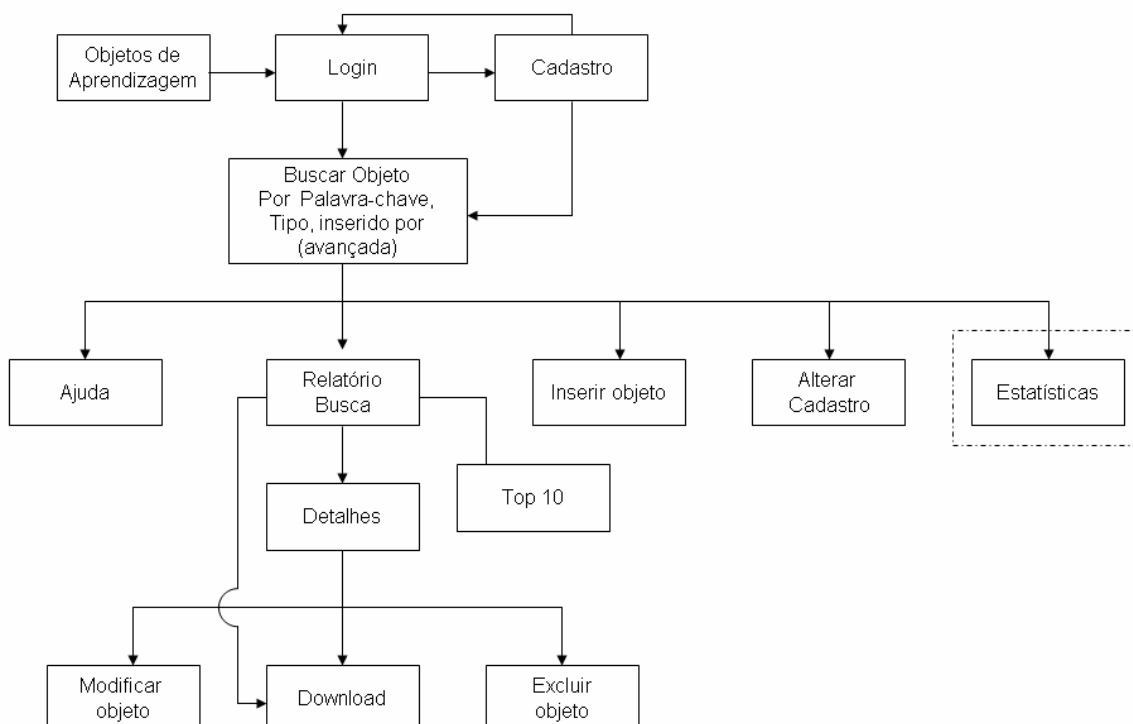 Objetos de
Aprendizagem
Login
Cadastro
Buscar Objeto
Por Palavra-chave,
Tipo, inserido por
(avançada)
Ajuda
Relatório
Busca
Inserir objeto
Alterar
Cadastro
Estatísticas
Top 10
Detalhes
Modificar
objeto
Download
Excluir
objeto